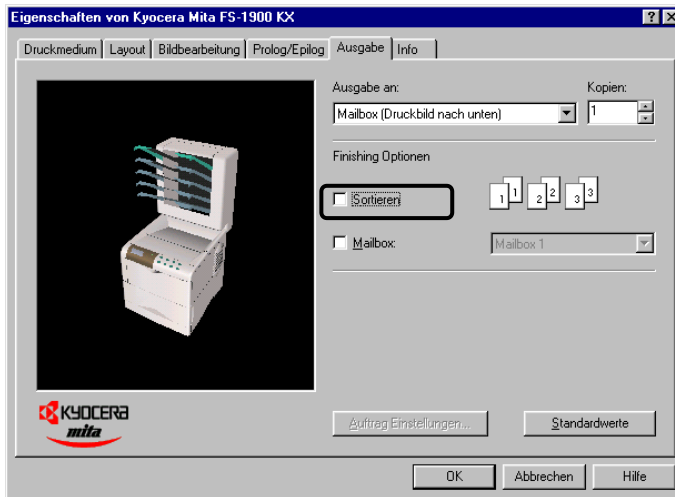 Eigenschaften von Kyocera Mita FS-1900 KX
Druckmedium Layout Bildbearbeitung Prolog/Epilog Ausgabe Info
Ausgabe an: Kopien:
Mailbox (Druckbild nach unten) 1
Finishing Optionen
Sortieren 1 1 2 2 3 3
Mailbox: Mailbox 1
KYOCERA
mita
Auftrag Einstellungen... Standardwerte
OK Abbrechen Hilfe